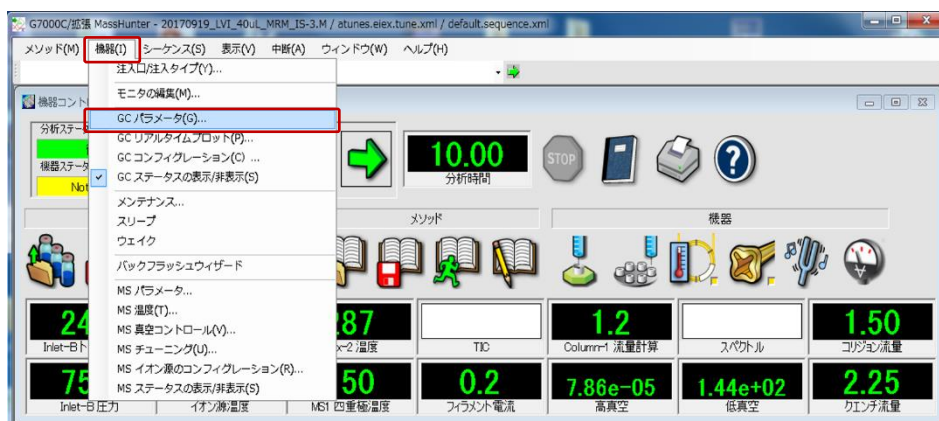 G7000C/拡張 MassHunter - 20170919_LVI_40uL_MRM_IS-3.M / atunes.eiex.tune.xml / default.sequence.xml
メソッド(M) 機器(I) シーケンス(S) 表示(V) 中断(A) ウィンドウ(W) ヘルプ(H)
注入口/注入タイプ(Y)...
モニタの編集(M)...
GC パラメータ(G)...
GC リアルタイムプロット(P)...
GC コンフィグレーション(C) ...
GC ステータスの表示/非表示(S)
メンテナンス...
スリープ
ウェイク
バックフラッシュウィザード
MS パラメータ...
MS 温度(T)...
MS 真空コントロール(V)...
MS チューニング(U)...
MS イオン源のコンフィグレーション(R)...
MS ステータスの表示/非表示(S)
機器コント
分析ステー
機器ステータ
Not
10.00
分析時間
STOP
メソッド
機器
24
87
1.2
1.50
Inlet-B
x-2 温度
TIC
Column-1 流量計算
スペクトル
コリジョン流量
75
50
0.2
7.86e-05
1.44e+02
2.25
Inlet-B 圧力
イオン源温度
MS1 四重極温度
フィラメント電流
高真空
低真空
クエンチ流量